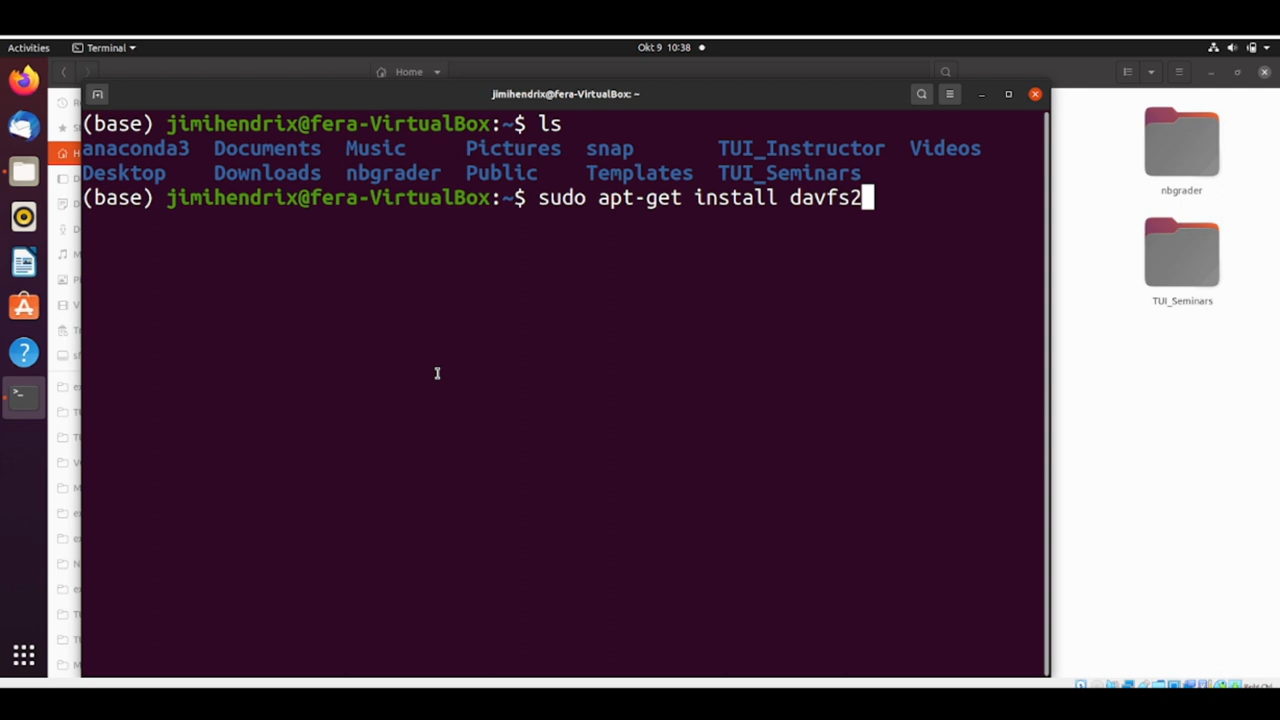 Activities Terminal Okt 9 10:38
Home
jimihendrix@fera-VirtualBox: ~
(base) jimihendrix@fera-VirtualBox:~$ ls
anaconda3 Documents Music Pictures snap TUI_Instructor Videos
Desktop Downloads nbgrader Public Templates TUI_Seminars
(base) jimihendrix@fera-VirtualBox:~$ sudo apt-get install davfs2
nbgrader
TUI_Seminars